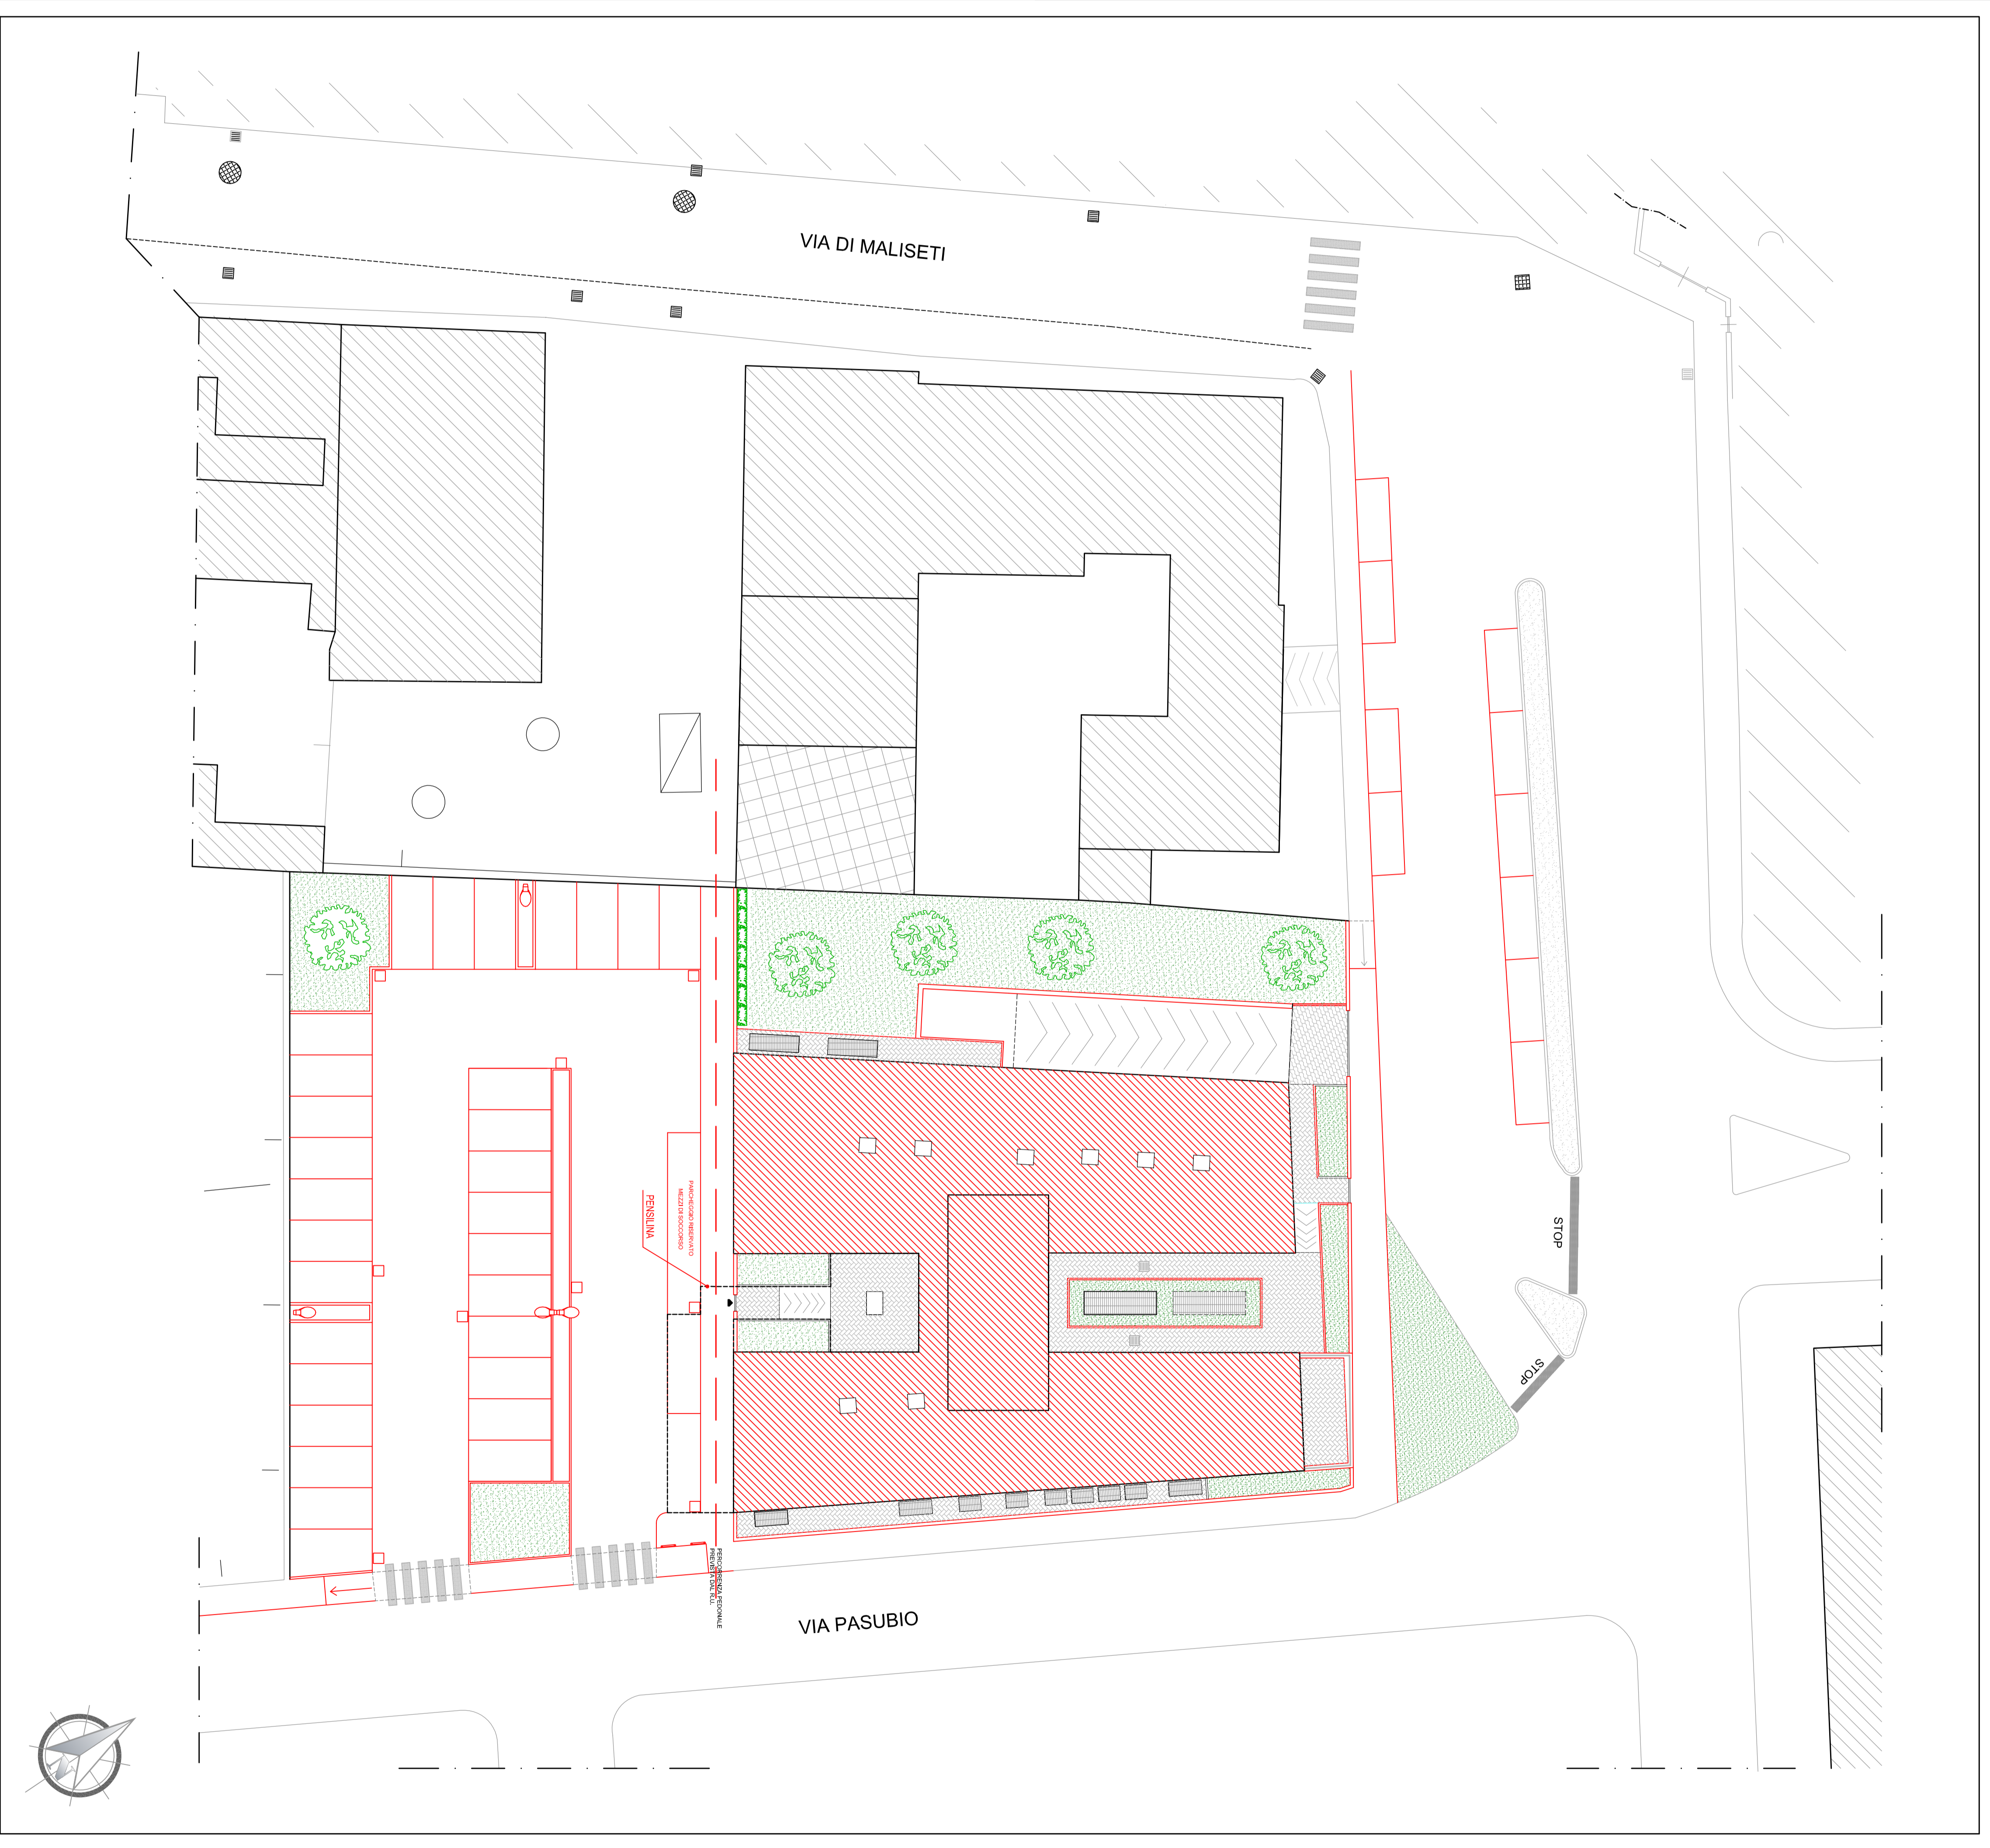 VIA DI MALISETI
PARCHEGGIO RISERVATO
MEZZI DI SOCCORSO
PENSILINA
STOP
STOP
PERCORRENZA PEDONALE
PREVISTA DAL R.U.
VIA PASUBIO